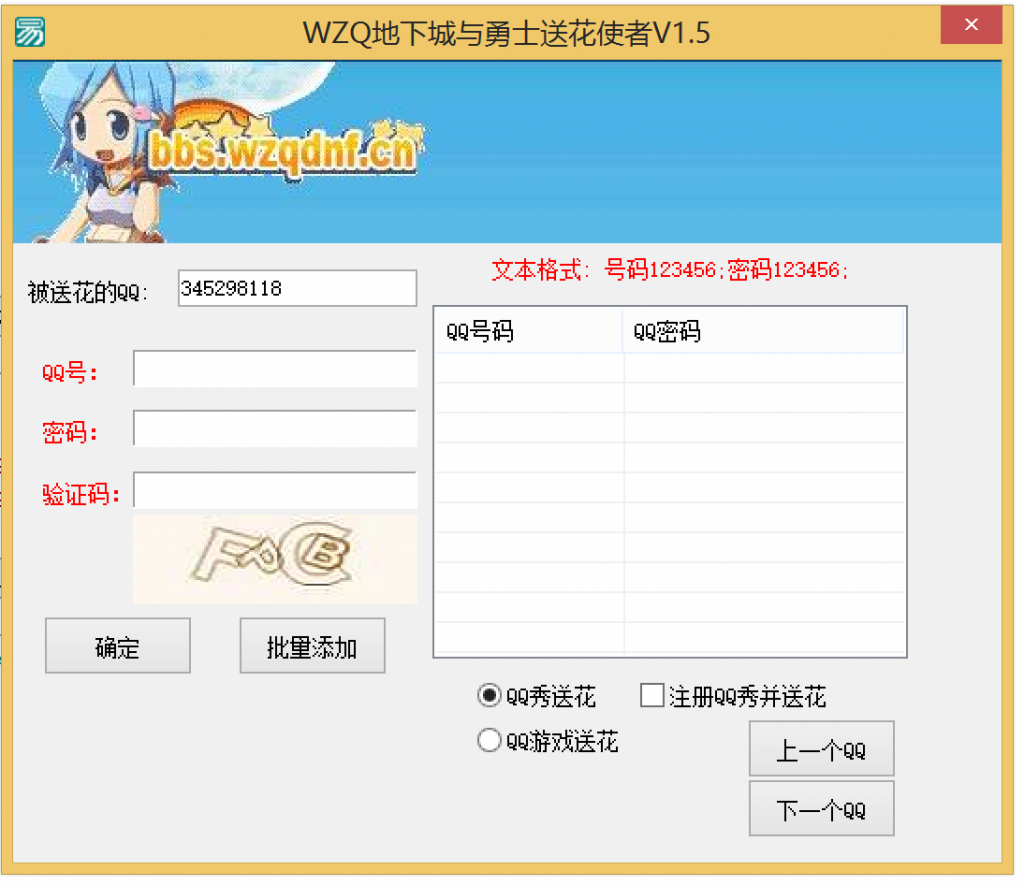 易
WZQ地下城与勇士送花使者V1.5
bbs.wzqdnf.cn
文本格式: 号码123456;密码123456;
被送花的QQ: 345298118
QQ号码 QQ密码
QQ号:
密码:
验证码:
FACB
确定 批量添加
QQ秀送花 注册QQ秀并送花
QQ游戏送花
上一个QQ
下一个QQ